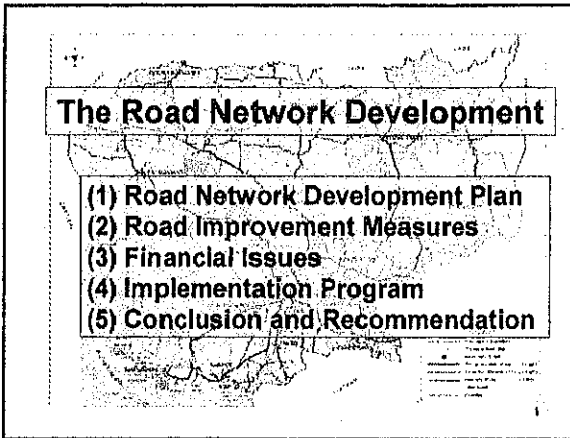 The Road Network Development
(1) Road Network Development Plan
(2) Road Improvement Measures
(3) Financial Issues
(4) Implementation Program
(5) Conclusion and Recommendation